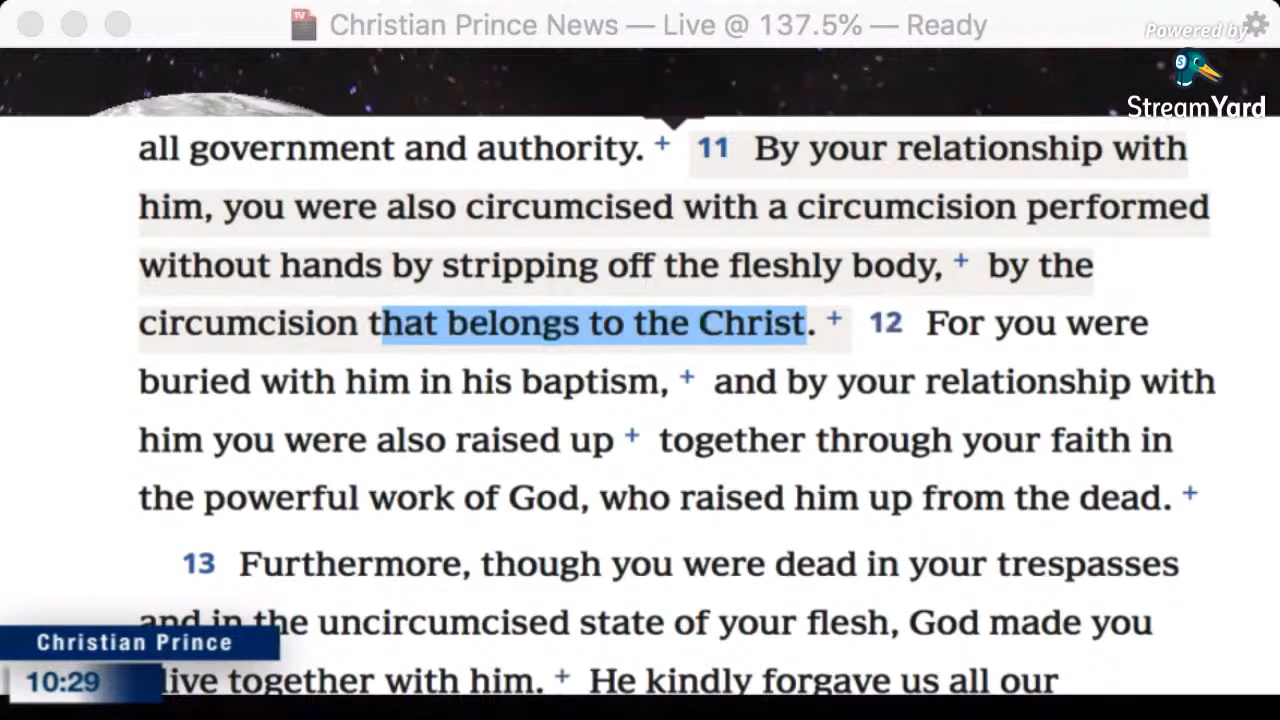 Christian Prince News — Live @ 137.5% — Ready
Powered by
StreamYard
all government and authority. + 11 By your relationship with
him, you were also circumcised with a circumcision performed
without hands by stripping off the fleshly body, + by the
circumcision that belongs to the Christ. + 12 For you were
buried with him in his baptism, + and by your relationship with
him you were also raised up + together through your faith in
the powerful work of God, who raised him up from the dead. +
13 Furthermore, though you were dead in your trespasses
and in the uncircumcised state of your flesh, God made you
live together with him. + He kindly forgave us all our
Christian Prince
10:29